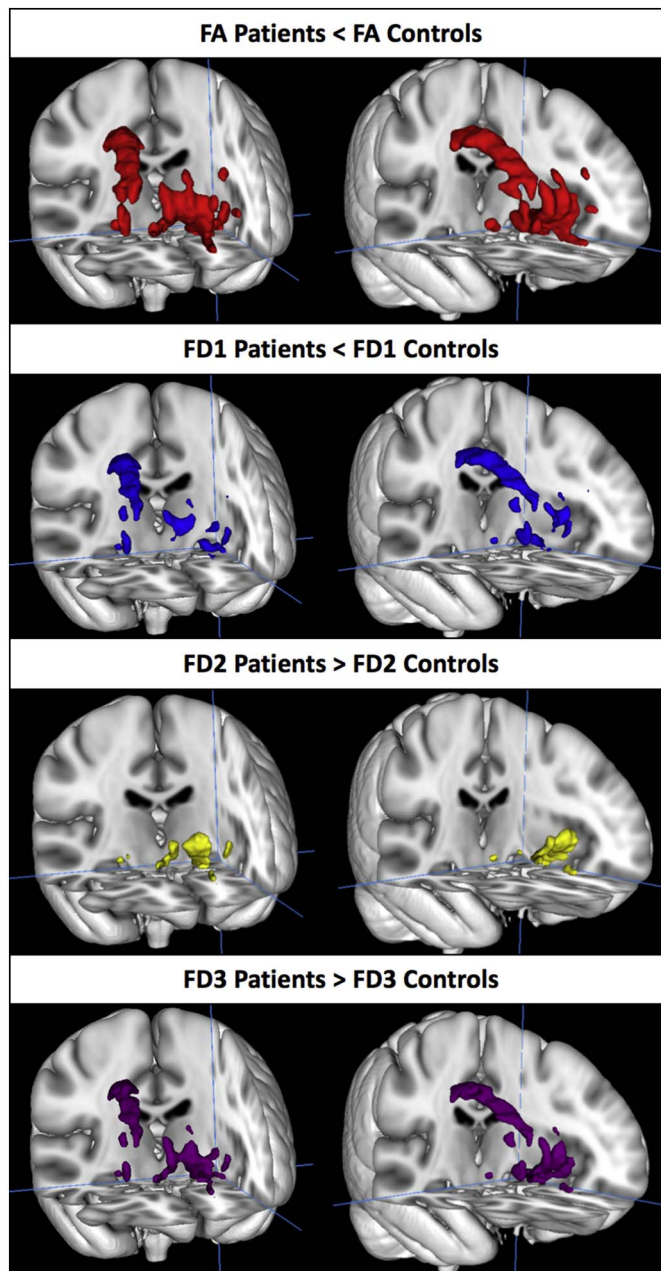 FA Patients < FA Controls
FD1 Patients < FD1 Controls
FD2 Patients > FD2 Controls
FD3 Patients > FD3 Controls